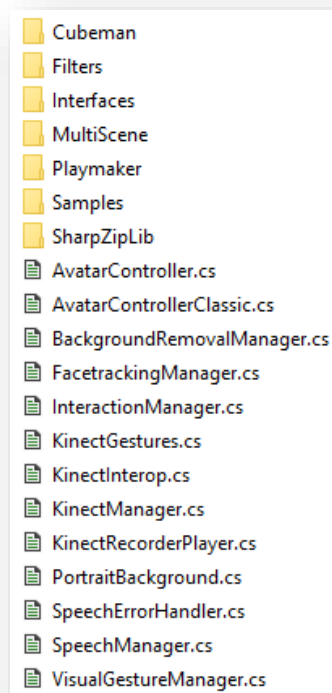 Cubeman
Filters
Interfaces
MultiScene
Playmaker
Samples
SharpZipLib
AvatarController.cs
AvatarControllerClassic.cs
BackgroundRemovalManager.cs
FacetrackingManager.cs
InteractionManager.cs
KinectGestures.cs
KinectInterop.cs
KinectManager.cs
KinectRecorderPlayer.cs
PortraitBackground.cs
SpeechErrorHandler.cs
SpeechManager.cs
VisualGestureManager.cs